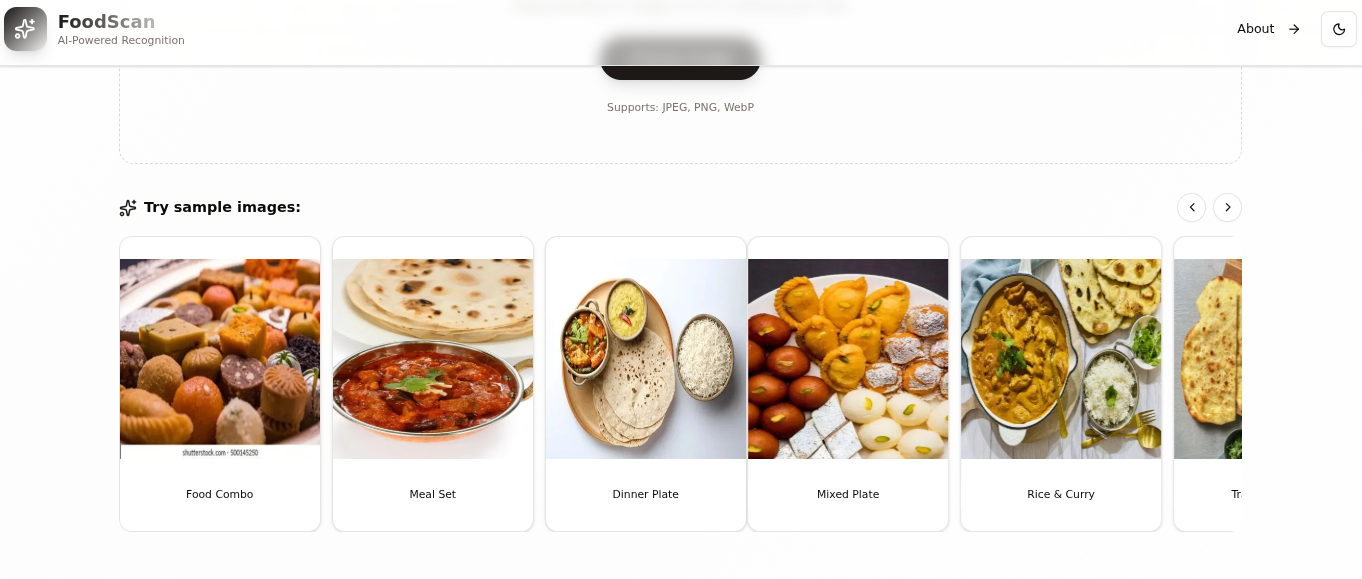 FoodScan
AI-Powered Recognition
About
Supports: JPEG, PNG, WebP
Try sample images:
shutterstock.com · 500145250
Food Combo
Meal Set
Dinner Plate
Mixed Plate
Rice & Curry